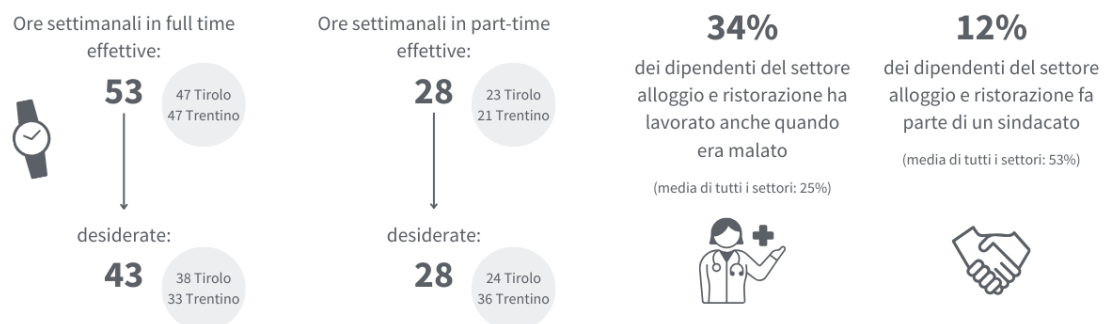 Ore settimanali in full time
effettive:
53
47 Tirolo
47 Trentino
desiderate:
43
38 Tirolo
33 Trentino
Ore settimanali in part-time
effettive:
28
23 Tirolo
21 Trentino
desiderate:
28
24 Tirolo
36 Trentino
34%
dei dipendenti del settore
alloggio e ristorazione ha
lavorato anche quando
era malato
(media di tutti i settori: 25%)
12%
dei dipendenti del settore
alloggio e ristorazione fa
parte di un sindacato
(media di tutti i settori: 53%)